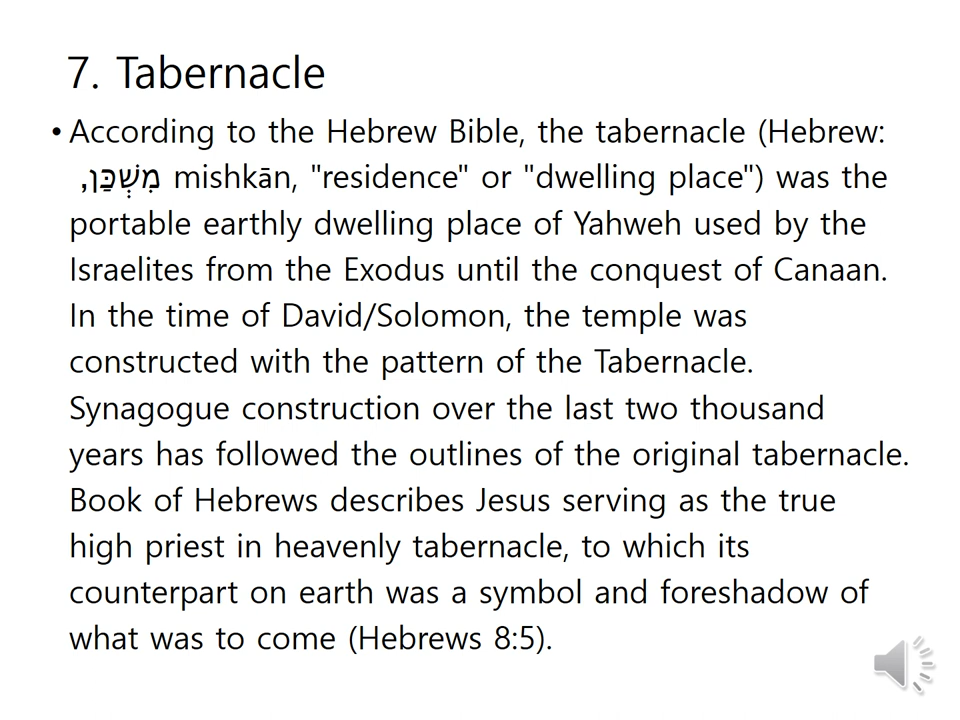 7. Tabernacle
• According to the Hebrew Bible, the tabernacle (Hebrew:
מִשְׁכַּן, mishkān, "residence" or "dwelling place") was the
portable earthly dwelling place of Yahweh used by the
Israelites from the Exodus until the conquest of Canaan.
In the time of David/Solomon, the temple was
constructed with the pattern of the Tabernacle.
Synagogue construction over the last two thousand
years has followed the outlines of the original tabernacle.
Book of Hebrews describes Jesus serving as the true
high priest in heavenly tabernacle, to which its
counterpart on earth was a symbol and foreshadow of
what was to come (Hebrews 8:5).